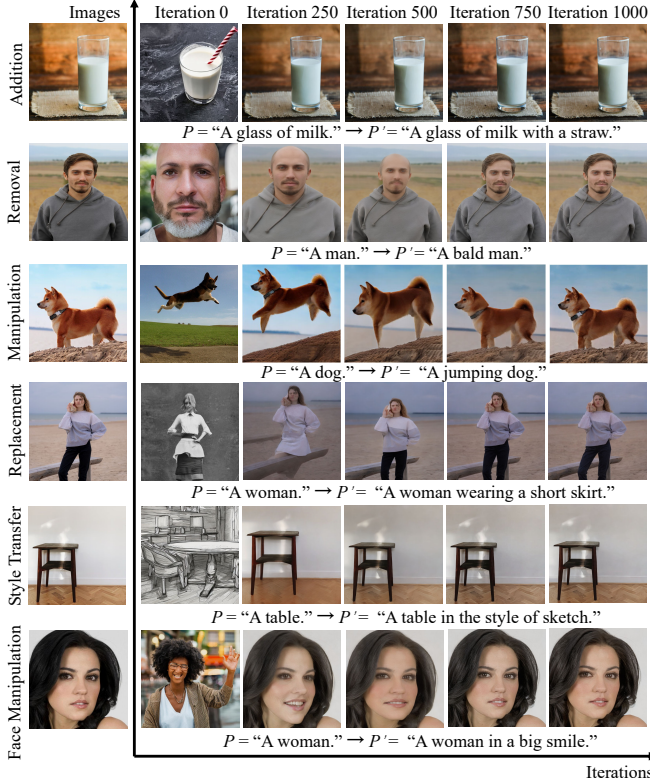 Images Iteration 0 Iteration 250 Iteration 500 Iteration 750 Iteration 1000
Addition
P = “A glass of milk.” → P′= “A glass of milk with a straw.”
Removal
P = “A man.” → P′= “A bald man.”
Manipulation
P = “A dog.” → P′= “A jumping dog.”
Replacement
P = “A woman.” → P′= “A woman wearing a short skirt.”
Style Transfer
P = “A table.” → P′= “A table in the style of sketch.”
Face Manipulation
P = “A woman.” → P′= “A woman in a big smile.”
Iterations